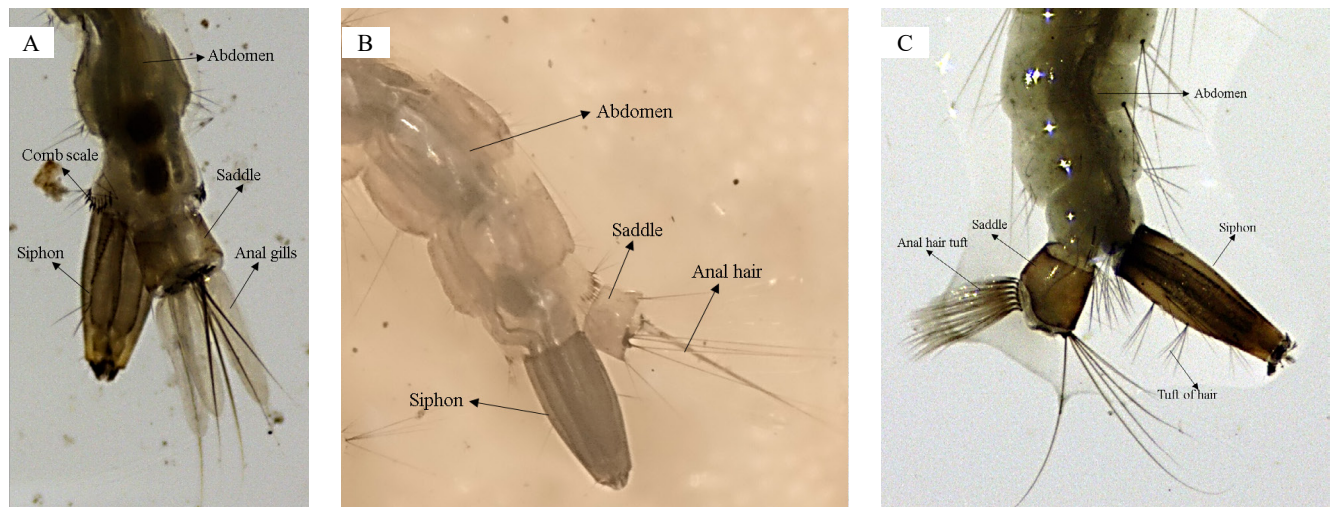 A
Abdomen
Comb scale
Saddle
Siphon
Anal gills
B
Abdomen
Saddle
Anal hair
Siphon
C
Abdomen
Saddle
Siphon
Anal hair tuft
Tuft of hair